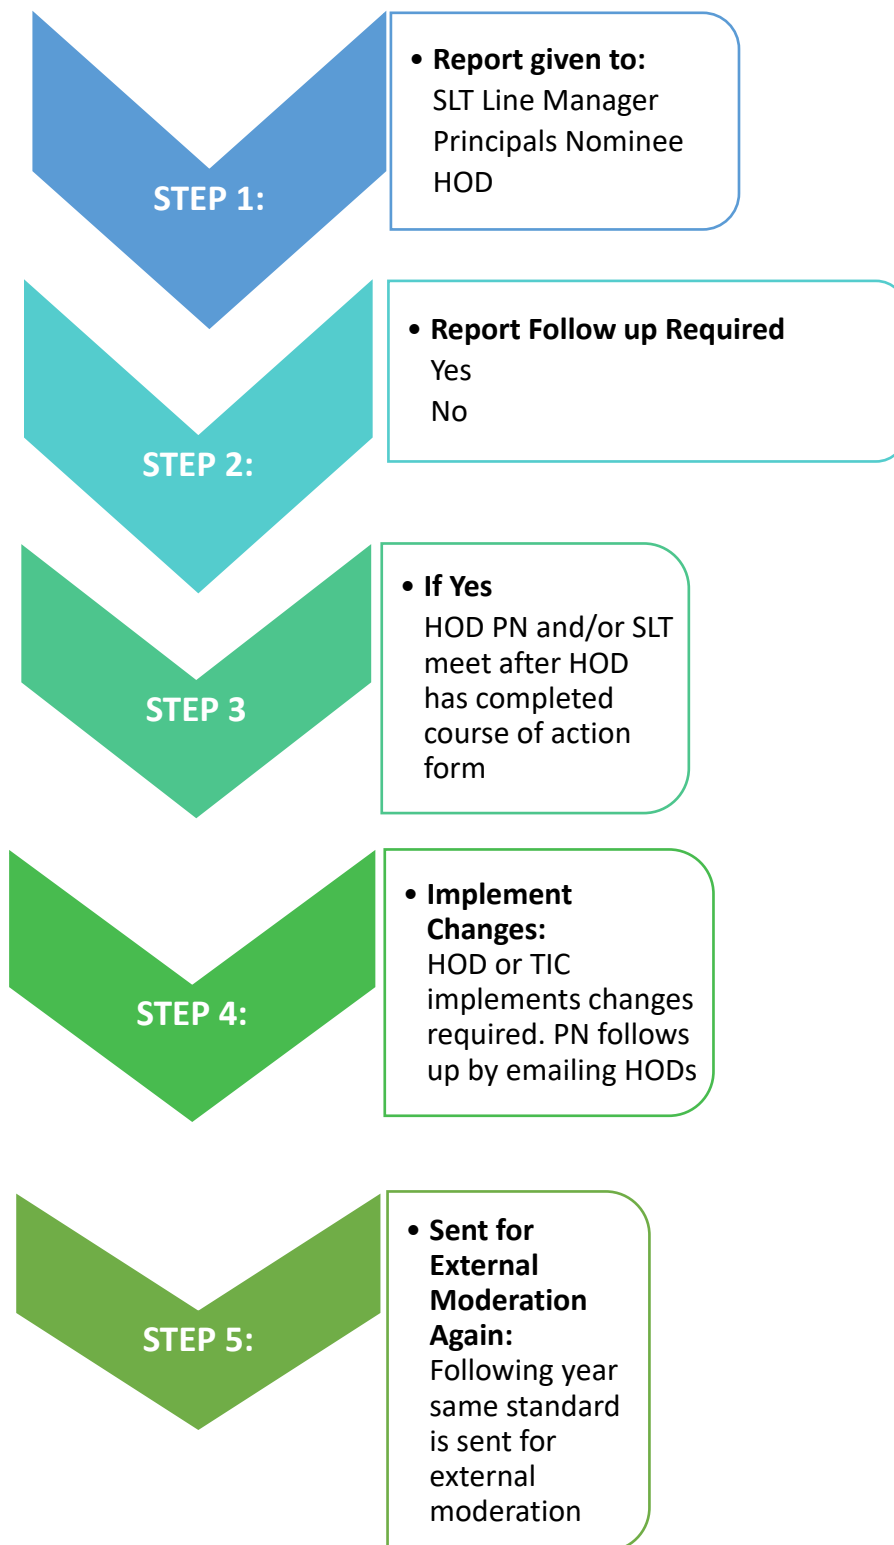 STEP 1:
• Report given to:
SLT Line Manager
Principals Nominee
HOD
STEP 2:
• Report Follow up Required
Yes
No
STEP 3
• If Yes
HOD PN and/or SLT
meet after HOD
has completed
course of action
form
STEP 4:
• Implement
Changes:
HOD or TIC
implements changes
required. PN follows
up by emailing HODs
STEP 5:
• Sent for
External
Moderation
Again:
Following year
same standard
is sent for
external
moderation